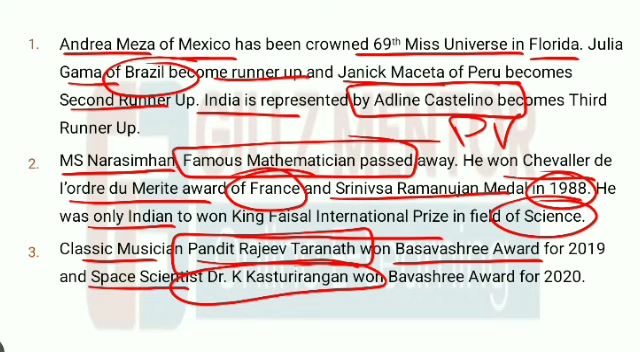 1. Andrea Meza of Mexico has been crowned 69th Miss Universe in Florida. Julia
Gama of Brazil become runner up and Janick Maceta of Peru becomes
Second Runner Up. India is represented by Adline Castelino becomes Third
Runner Up.
PV
2. MS Narasimhan Famous Mathematician passed away. He won Chevaller de
l'ordre du Merite award of France and Srinivsa Ramanujan Medal in 1988. He
was only Indian to won King Faisal International Prize in field of Science.
3. Classic Musician Pandit Rajeev Taranath won Basavashree Award for 2019
and Space Scientist Dr. K Kasturirangan won Bavashree Award for 2020.